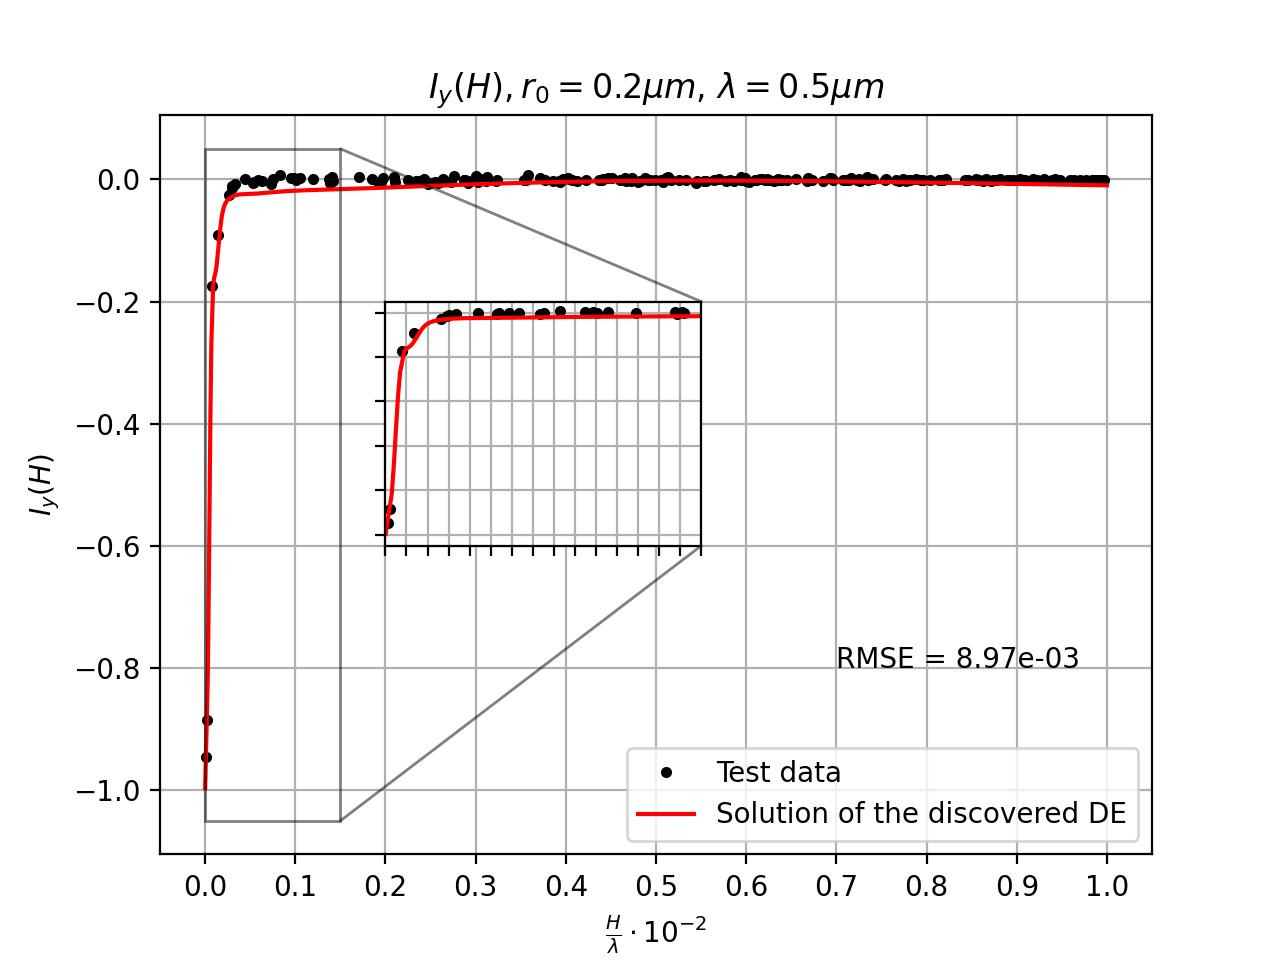 I_y(H), r_0 = 0.2μm, λ = 0.5μm
I_y(H)
0.0
−0.2
−0.4
−0.6
−0.8
−1.0
RMSE = 8.97e-03
Test data
Solution of the discovered DE
0.0 0.1 0.2 0.3 0.4 0.5 0.6 0.7 0.8 0.9 1.0
H/λ · 10^{−2}